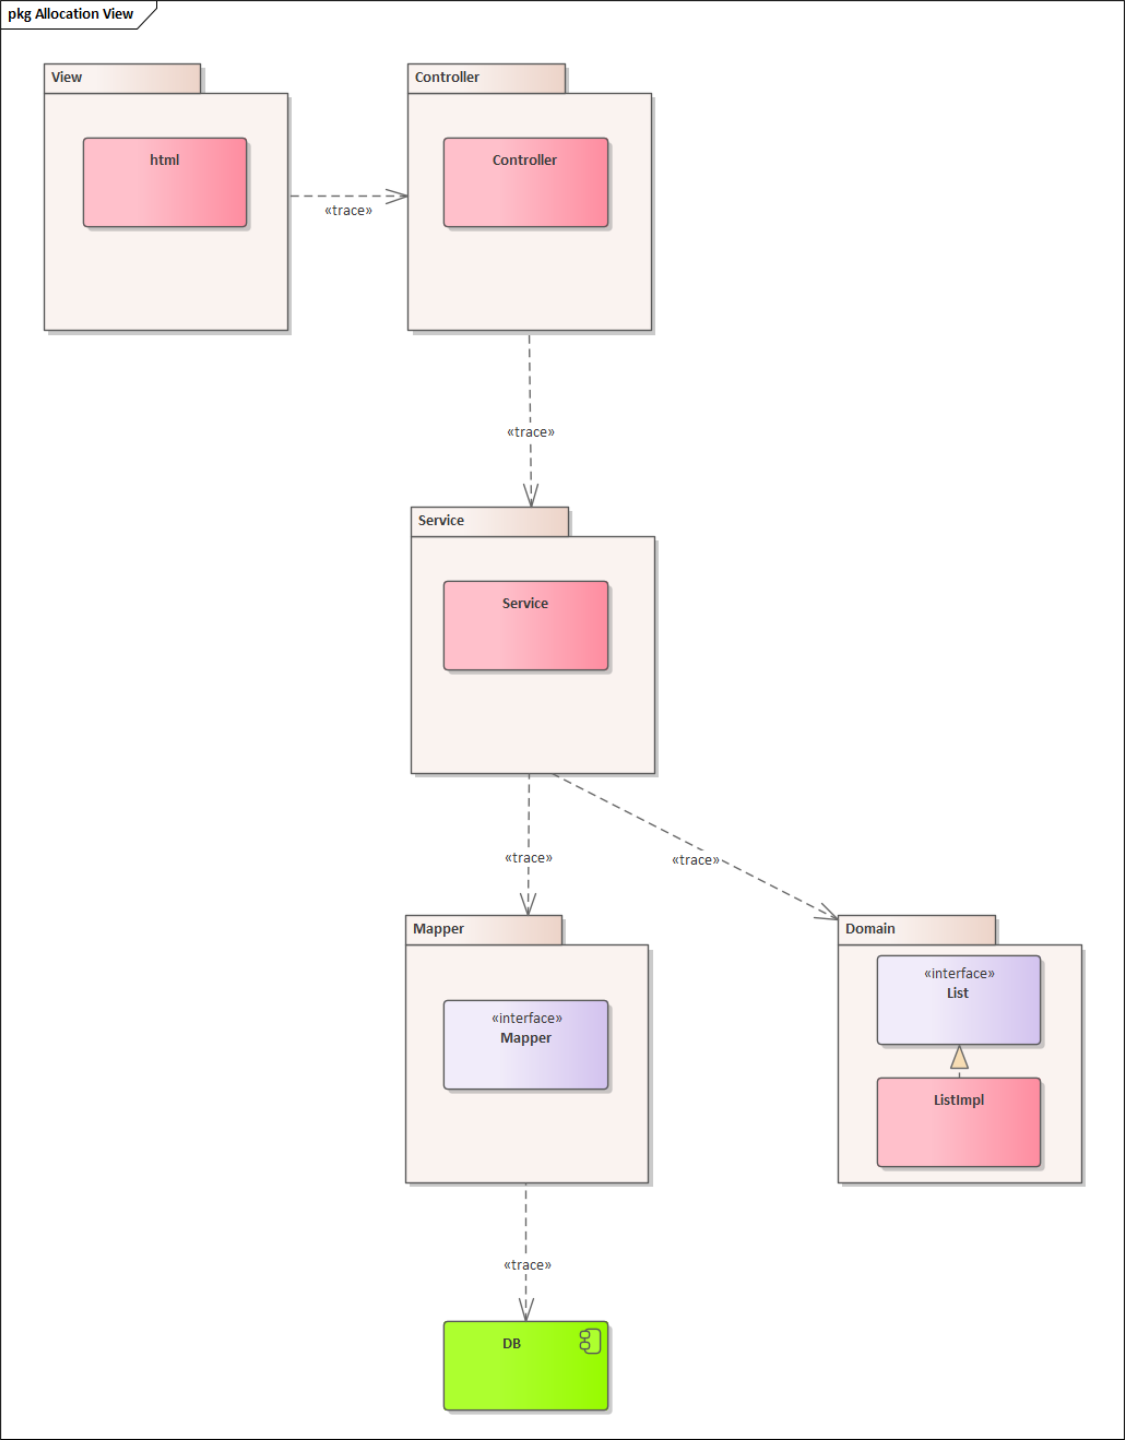 pkg Allocation View
View
Controller
html
Controller
«trace»
«trace»
Service
Service
«trace»
«trace»
Mapper
Domain
«interface»
List
«interface»
Mapper
ListImpl
«trace»
DB